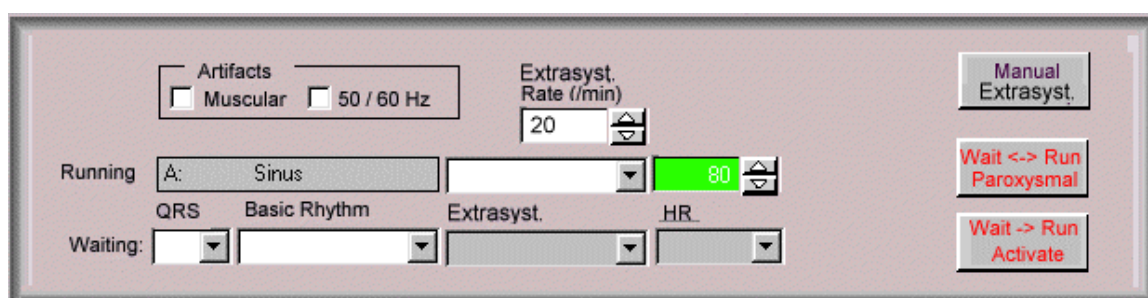 Artifacts
Muscular 50 / 60 Hz
Extrasyst.
Rate (/min)
20
Manual
Extrasyst.
Running A: Sinus 80
Wait <-> Run
Paroxysmal
QRS Basic Rhythm Extrasyst. HR
Waiting:
Wait -> Run
Activate